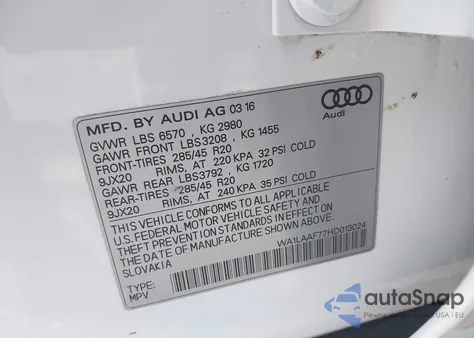 MFD. BY AUDI AG 03 16
GVWR LBS 6570 , KG 2980
GAWR FRONT LBS3208 , KG 1455
FRONT-TIRES 285/45 R20
9JX20 RIMS, AT 220 KPA 32 PSI COLD
GAWR REAR LBS3792 , KG 1720
REAR-TIRES 285/45 R20
9JX20 RIMS, AT 240 KPA 35 PSI COLD
THIS VEHICLE CONFORMS TO ALL APPLICABLE
U.S. FEDERAL MOTOR VEHICLE SAFETY AND
THEFT PREVENTION STANDARDS IN EFFECT ON
THE DATE OF MANUFACTURE SHOWN ABOVE.
SLOVAKIA
WA1LAAF77HD013024
TYPE:
MPV
autoSnap
USA i EU